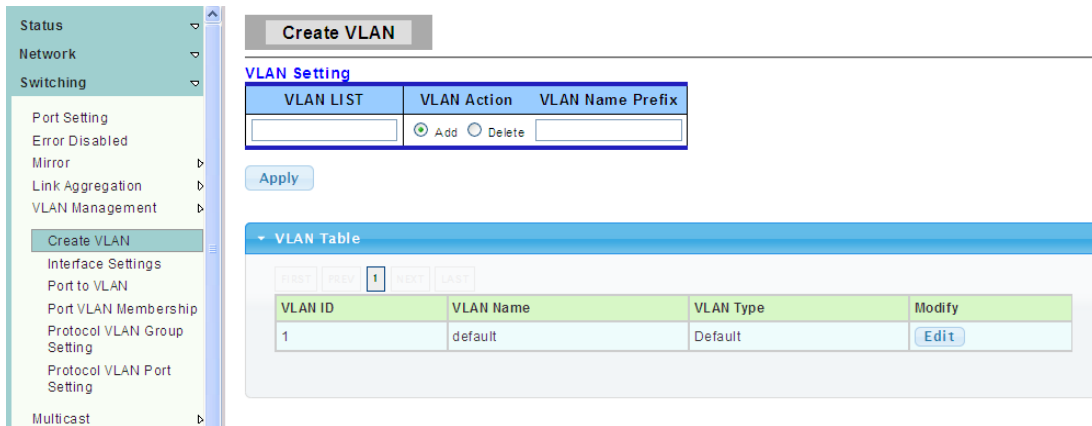 Status
Network
Switching
Port Setting
Error Disabled
Mirror
Link Aggregation
VLAN Management
Create VLAN
Interface Settings
Port to VLAN
Port VLAN Membership
Protocol VLAN Group
Setting
Protocol VLAN Port
Setting
Multicast
Create VLAN
VLAN Setting
VLAN LIST VLAN Action VLAN Name Prefix
Add Delete
Apply
VLAN Table
FIRST PREV 1 NEXT LAST
VLAN ID VLAN Name VLAN Type Modify
1 default Default Edit